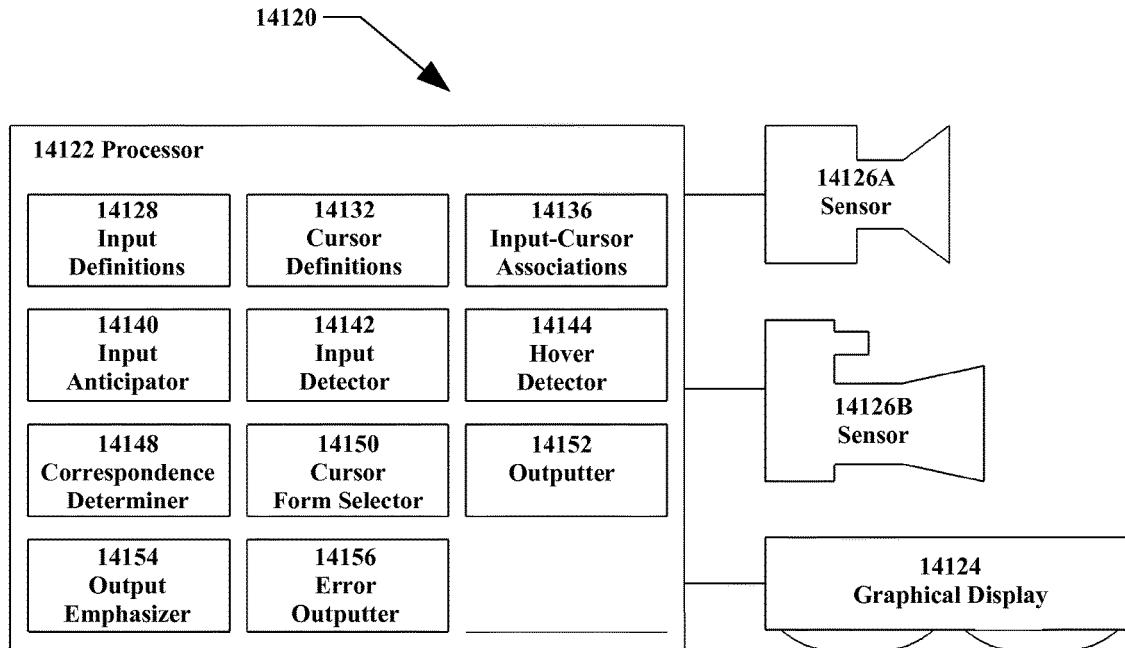 14120
14122 Processor
14128
Input
Definitions
14132
Cursor
Definitions
14136
Input-Cursor
Associations
14140
Input
Anticipator
14142
Input
Detector
14144
Hover
Detector
14148
Correspondence
Determiner
14150
Cursor
Form Selector
14152
Outputter
14154
Output
Emphasizer
14156
Error
Outputter
14126A
Sensor
14126B
Sensor
14124
Graphical Display